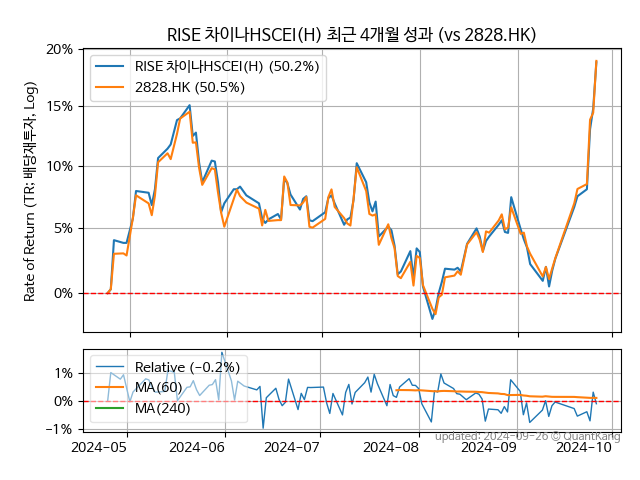 RISE 차이나HSCEI(H) 최근 4개월 성과 (vs 2828.HK)
Rate of Return (TR: 배당재투자, Log)
20%
15%
10%
5%
0%
RISE 차이나HSCEI(H) (50.2%)
2828.HK (50.5%)
1%
0%
−1%
Relative (−0.2%)
MA(60)
MA(240)
2024−05
2024−06
2024−07
2024−08
2024−09
2024−10
updated: 2024−09−26 © QuantKang